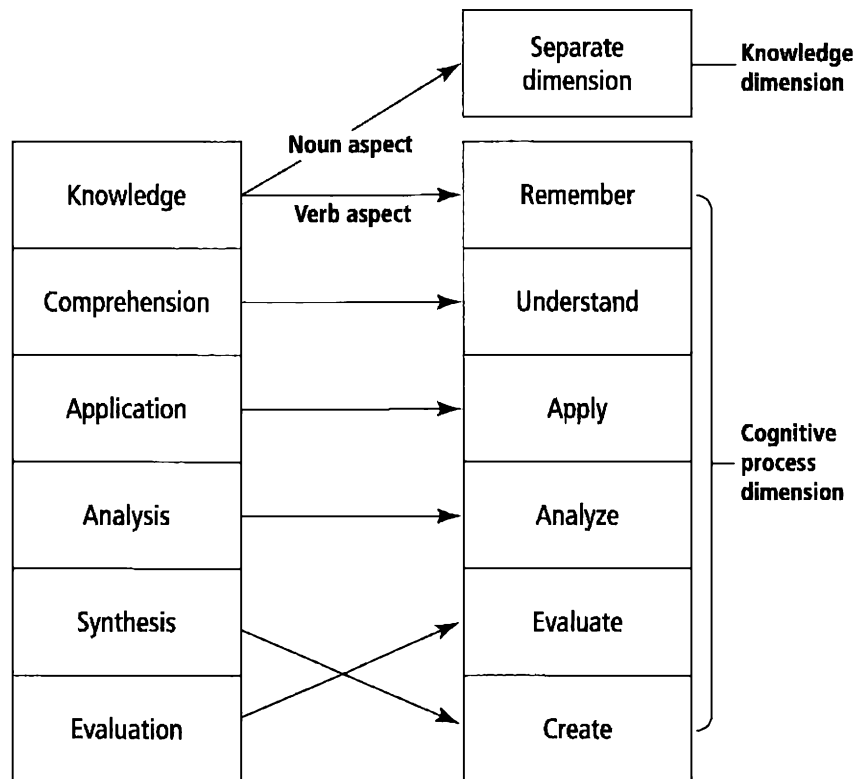 Separate
dimension
Knowledge
dimension
Noun aspect
Knowledge
Verb aspect
Remember
Comprehension
Understand
Application
Apply
Analysis
Analyze
Cognitive
process
dimension
Synthesis
Evaluate
Evaluation
Create